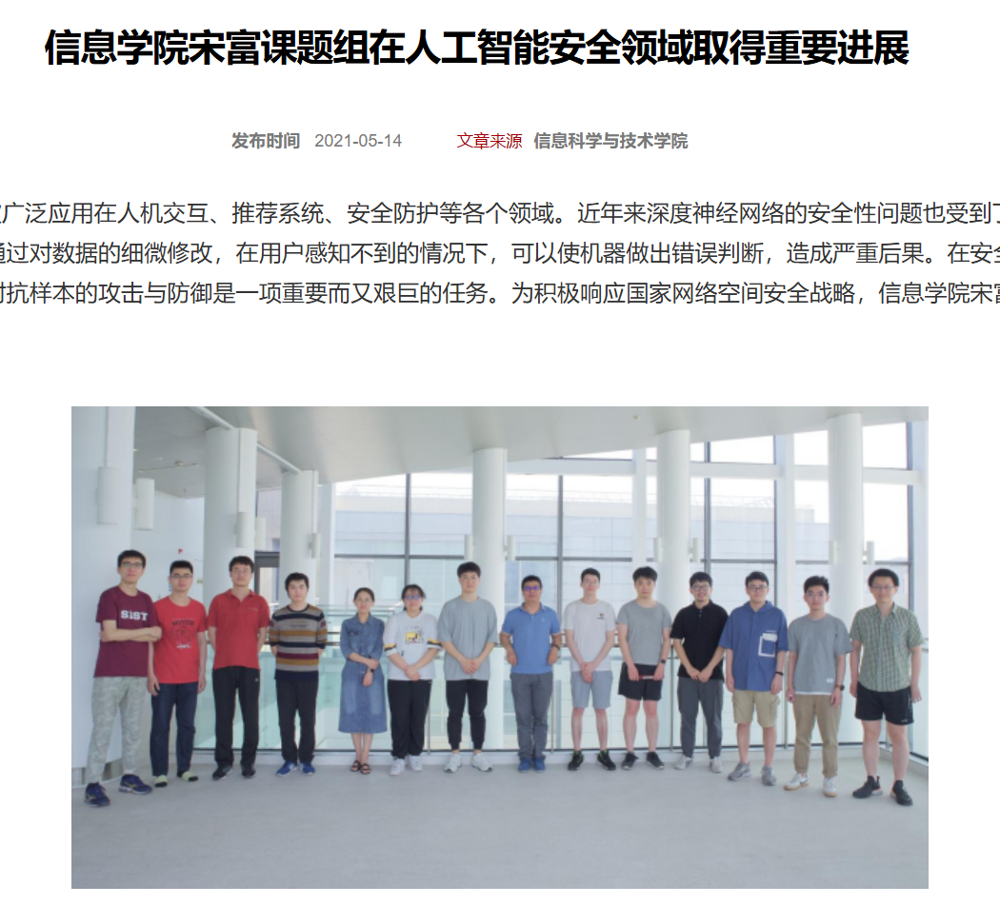 信息学院宋富课题组在人工智能安全领域取得重要进展
发布时间 2021-05-14 文章来源 信息科学与技术学院
广泛应用在人机交互、推荐系统、安全防护等各个领域。近年来深度神经网络的安全性问题也受到了
通过对数据的细微修改，在用户感知不到的情况下，可以使机器做出错误判断，造成严重后果。在安全
对抗样本的攻击与防御是一项重要而又艰巨的任务。为积极响应国家网络空间安全战略，信息学院宋富
SIST